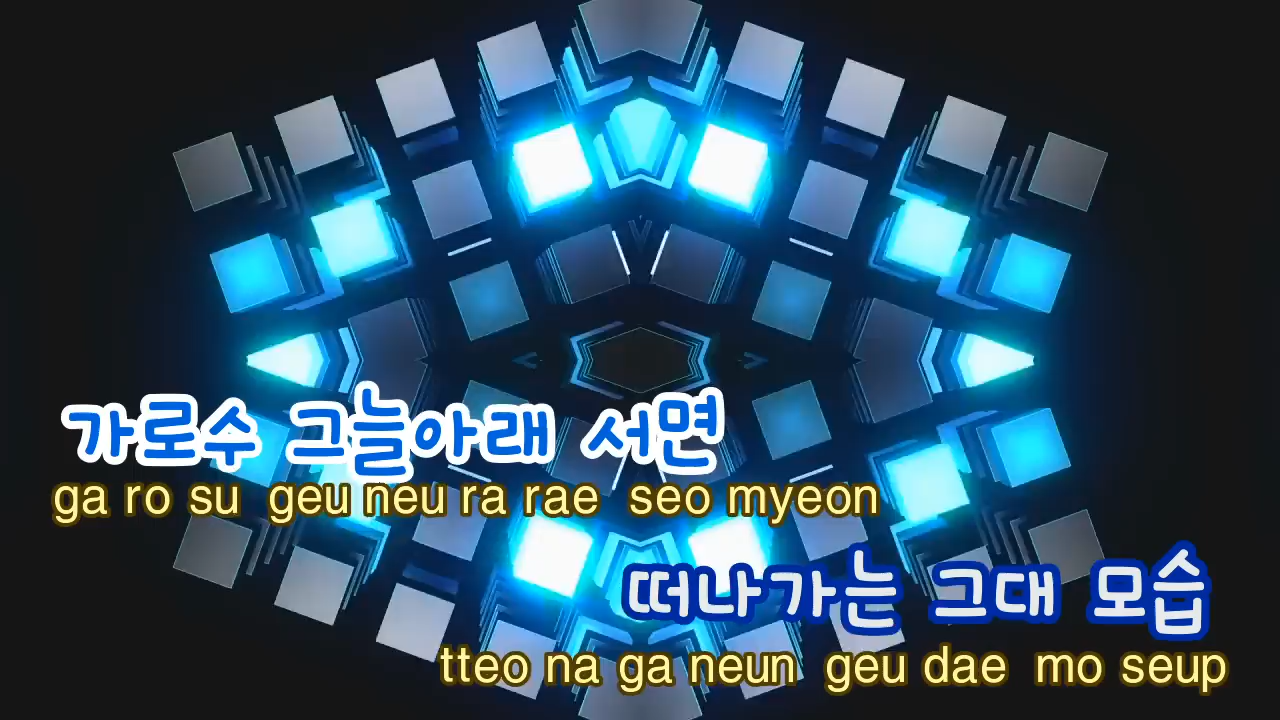 가로수 그늘아래 서면
ga ro su geu neu ra rae seo myeon
떠나가는 그대 모습
tteo na ga neun geu dae mo seup